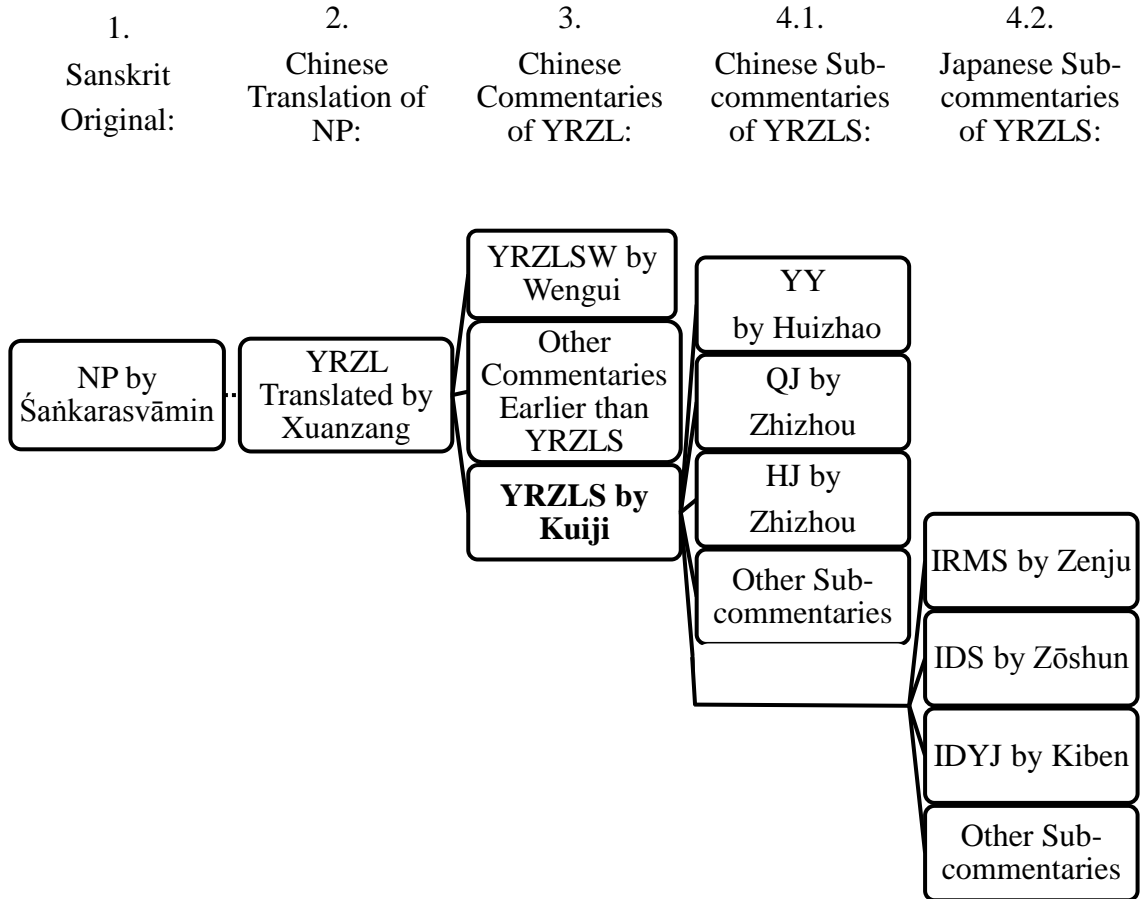 1.
Sanskrit
Original:
2.
Chinese
Translation of
NP:
3.
Chinese
Commentaries
of YRZL:
4.1.
Chinese Sub-
commentaries
of YRZLS:
4.2.
Japanese Sub-
commentaries
of YRZLS:
NP by
Śaṅkarasvāmin
YRZL
Translated by
Xuanzang
YRZLSW by
Wengui
Other
Commentaries
Earlier than
YRZLS
YRZLS by
Kuiji
YY
by Huizhao
QJ by
Zhizhou
HJ by
Zhizhou
Other Sub-
commentaries
IRMS by Zenju
IDS by Zōshun
IDYJ by Kiben
Other Sub-
commentaries